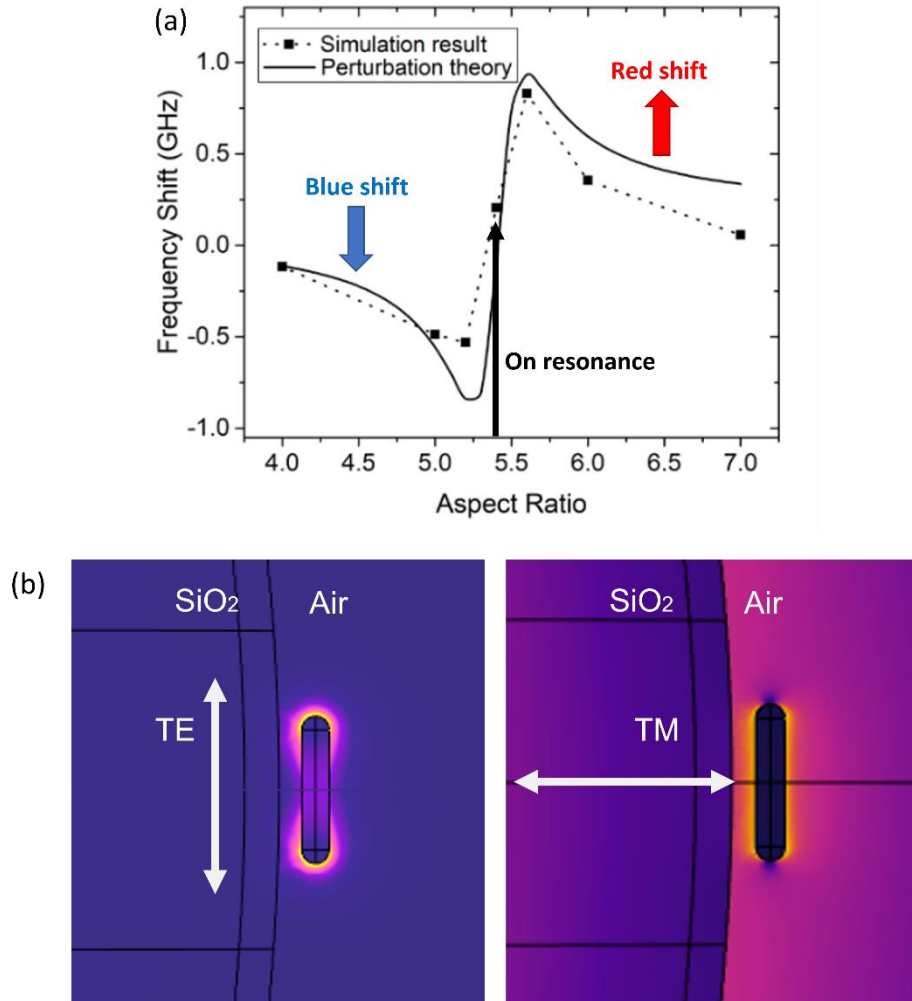 (a)
Simulation result
Perturbation theory
Red shift
Blue shift
On resonance
Frequency Shift (GHz)
1.0
0.5
0.0
-0.5
-1.0
4.0 4.5 5.0 5.5 6.0 6.5 7.0
Aspect Ratio
(b)
SiO₂ Air
TE
SiO₂ Air
TM